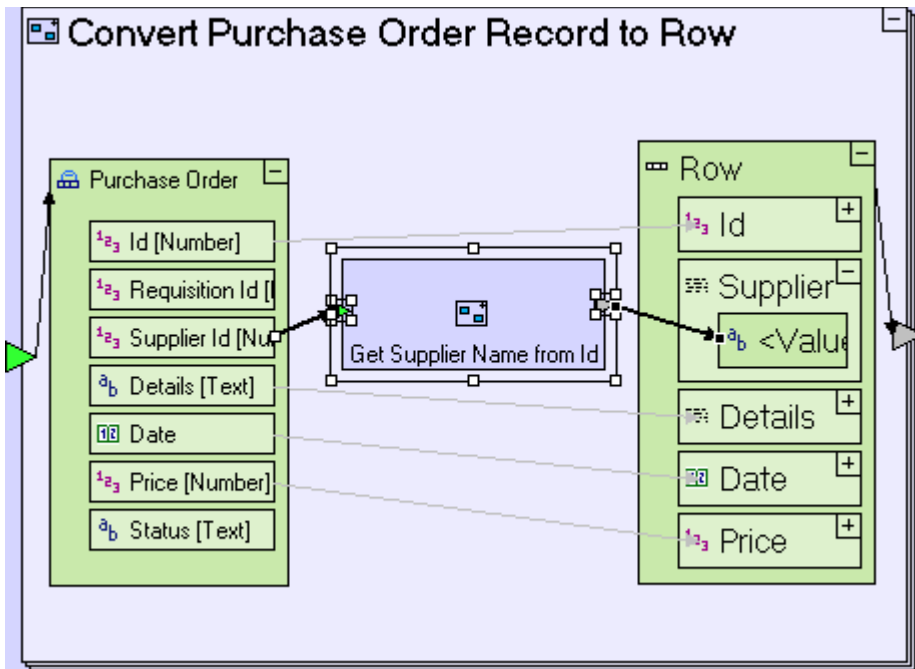 Convert Purchase Order Record to Row
Purchase Order
Id [Number]
Requisition Id [
Supplier Id [Nu
Details [Text]
Date
Price [Number]
Status [Text]
Get Supplier Name from Id
Row
Id
Supplier
<Value
Details
Date
Price